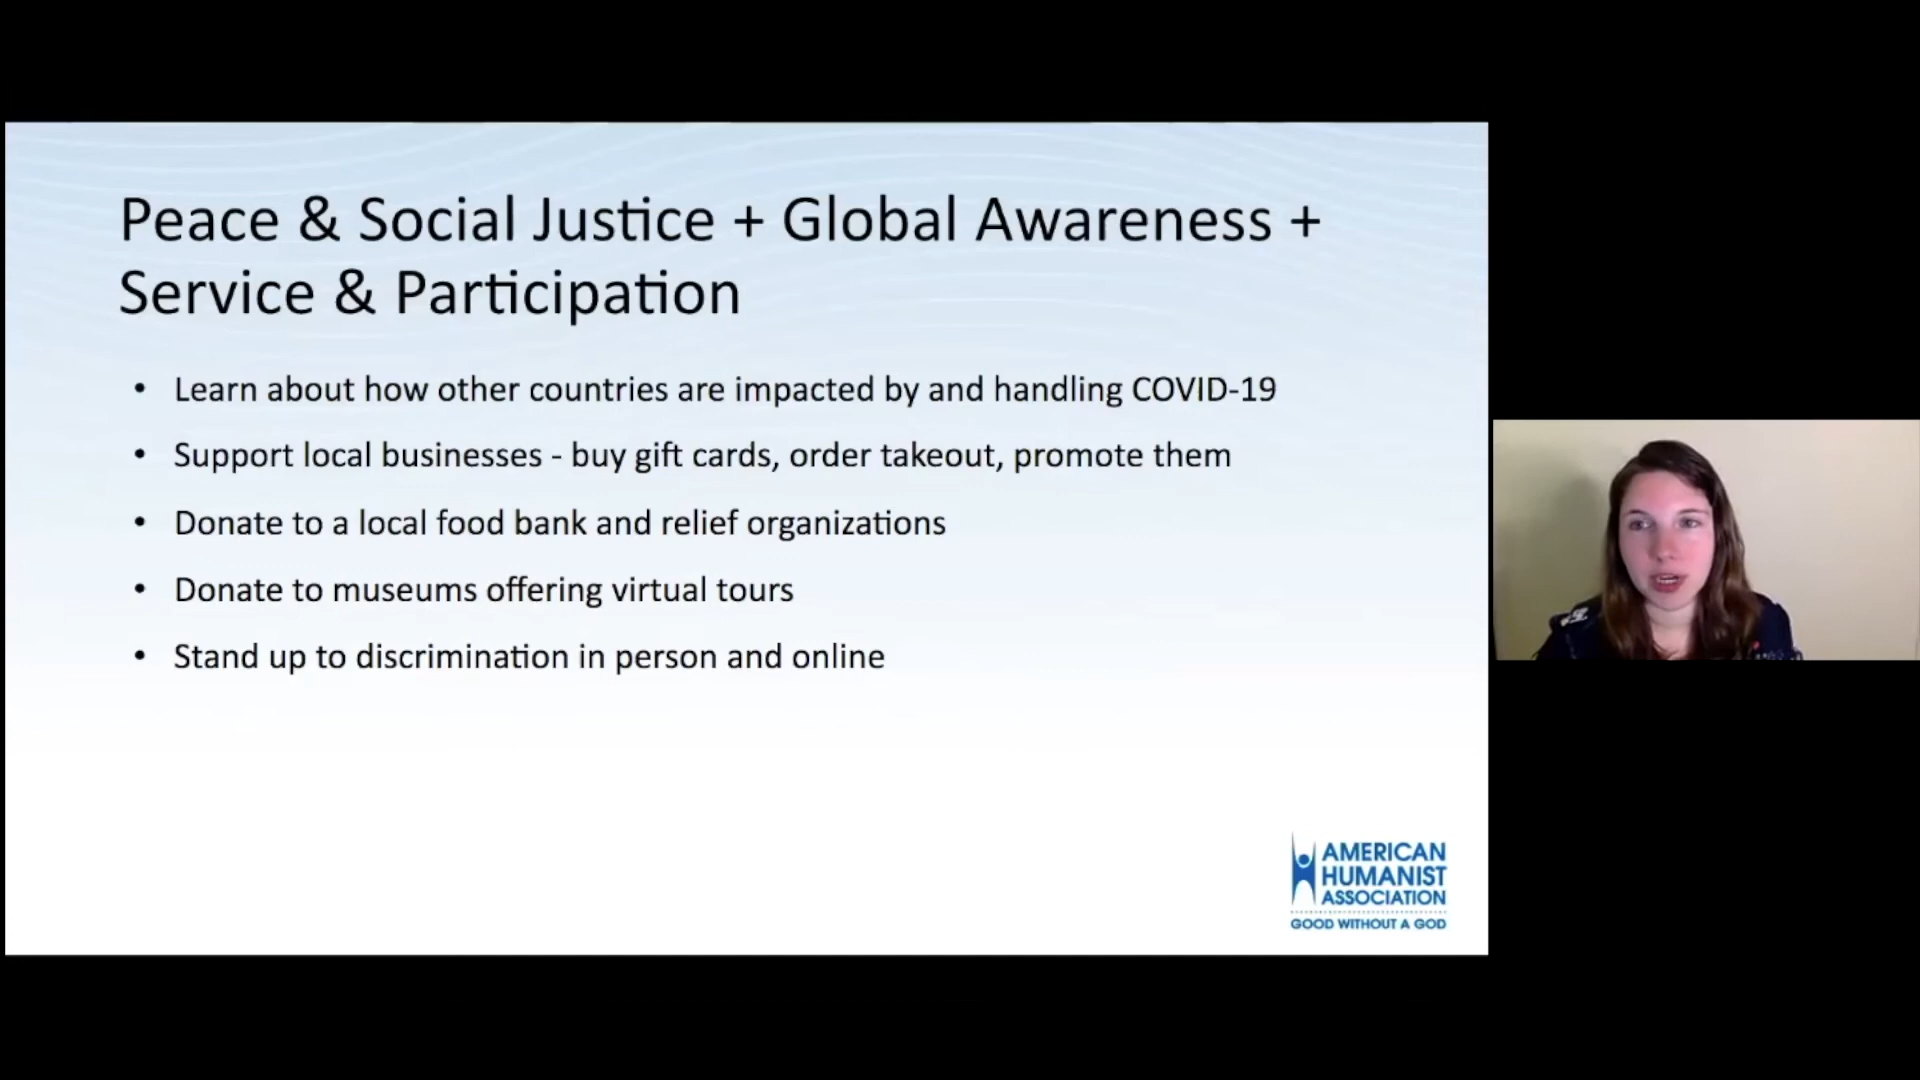 Peace & Social Justice + Global Awareness +
Service & Participation
• Learn about how other countries are impacted by and handling COVID-19
• Support local businesses - buy gift cards, order takeout, promote them
• Donate to a local food bank and relief organizations
• Donate to museums offering virtual tours
• Stand up to discrimination in person and online
AMERICAN
HUMANIST
ASSOCIATION
GOOD WITHOUT A GOD